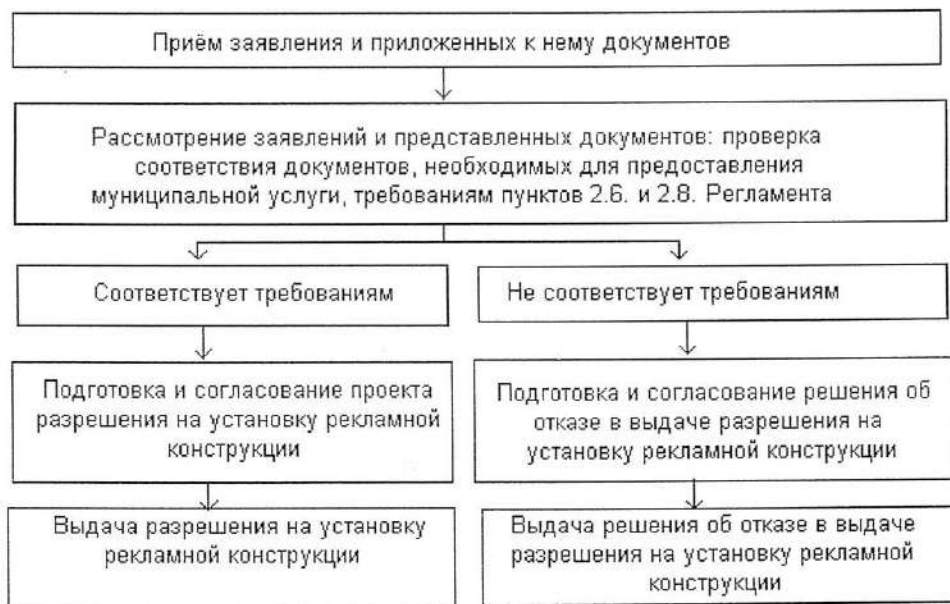 Приём заявления и приложенных к нему документов
Рассмотрение заявлений и представленных документов: проверка
соответствия документов, необходимых для предоставления
муниципальной услуги, требованиям пунктов 2.6. и 2.8. Регламента
Соответствует требованиям
Не соответствует требованиям
Подготовка и согласование проекта
разрешения на установку рекламной
конструкции
Подготовка и согласование решения об
отказе в выдаче разрешения на
установку рекламной конструкции
Выдача разрешения на установку
рекламной конструкции
Выдача решения об отказе в выдаче
разрешения на установку рекламной
конструкции